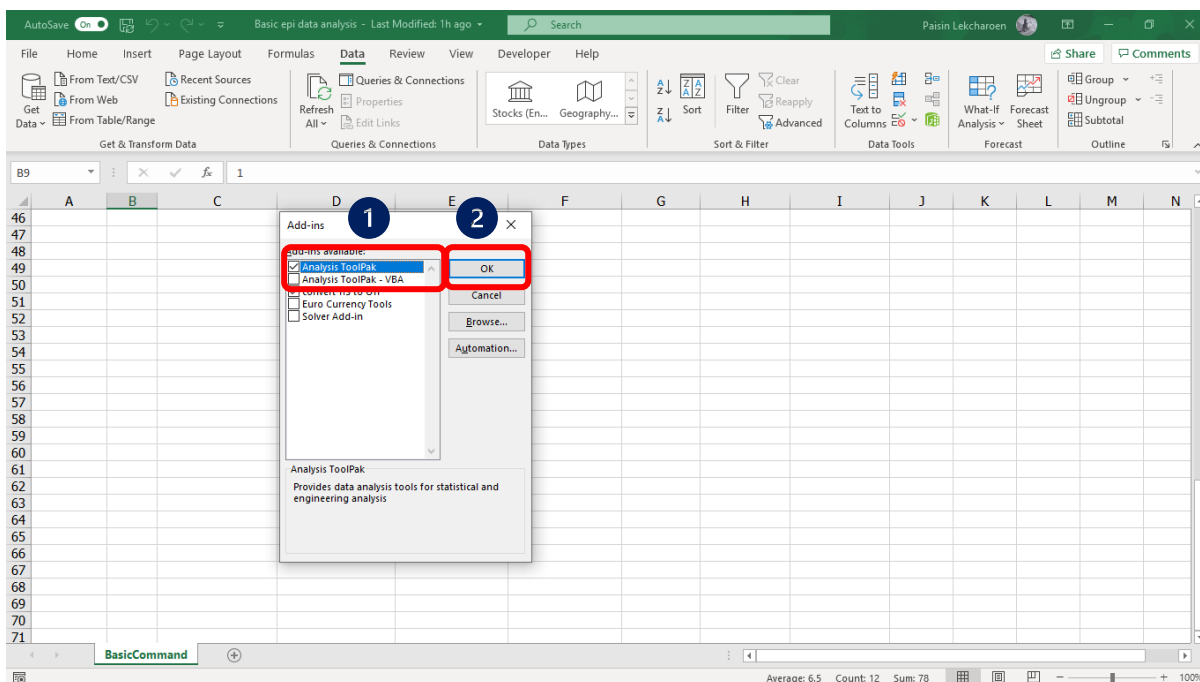 AutoSave On Basic epi data analysis - Last Modified: 1h ago Search Paisin Lekcharoen
File Home Insert Page Layout Formulas Data Review View Developer Help Share Comments
Get Data
From Text/CSV
From Web
From Table/Range
Recent Sources
Existing Connections
Get & Transform Data
Refresh All
Queries & Connections
Properties
Edit Links
Queries & Connections
Stocks (En... Geography...
Data Types
Sort
Filter
Clear
Reapply
Advanced
Sort & Filter
Text to Columns
Data Tools
What-If Analysis
Forecast Sheet
Forecast
Group
Ungroup
Subtotal
Outline
B9 fx 1
A B C D E F G H I J K L M N
46
47
48
49
50
51
52
53
54
55
56
57
58
59
60
61
62
63
64
65
66
67
68
69
70
71
Add-ins 1 2
Add-ins available:
Analysis ToolPak
Analysis ToolPak - VBA
Euro Currency Tools
Solver Add-in
OK
Cancel
Browse...
Automation...
Analysis ToolPak
Provides data analysis tools for statistical and
engineering analysis
BasicCommand
Average: 6.5 Count: 12 Sum: 78 100%